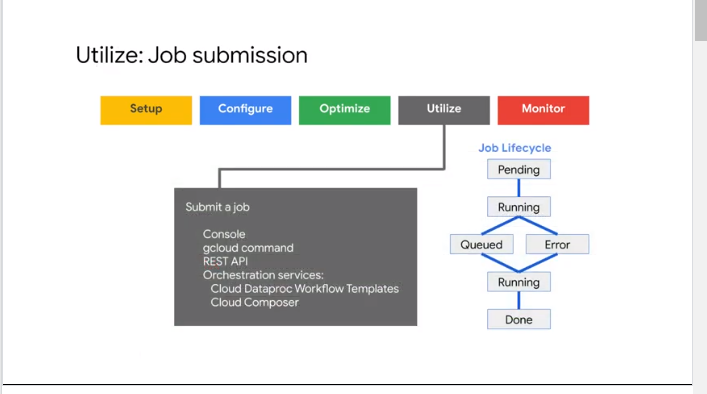 Utilize: Job submission
Setup
Configure
Optimize
Utilize
Monitor
Job Lifecycle
Pending
Running
Queued
Error
Running
Done
Submit a job
Console
gcloud command
REST API
Orchestration services:
Cloud Dataproc Workflow Templates
Cloud Composer